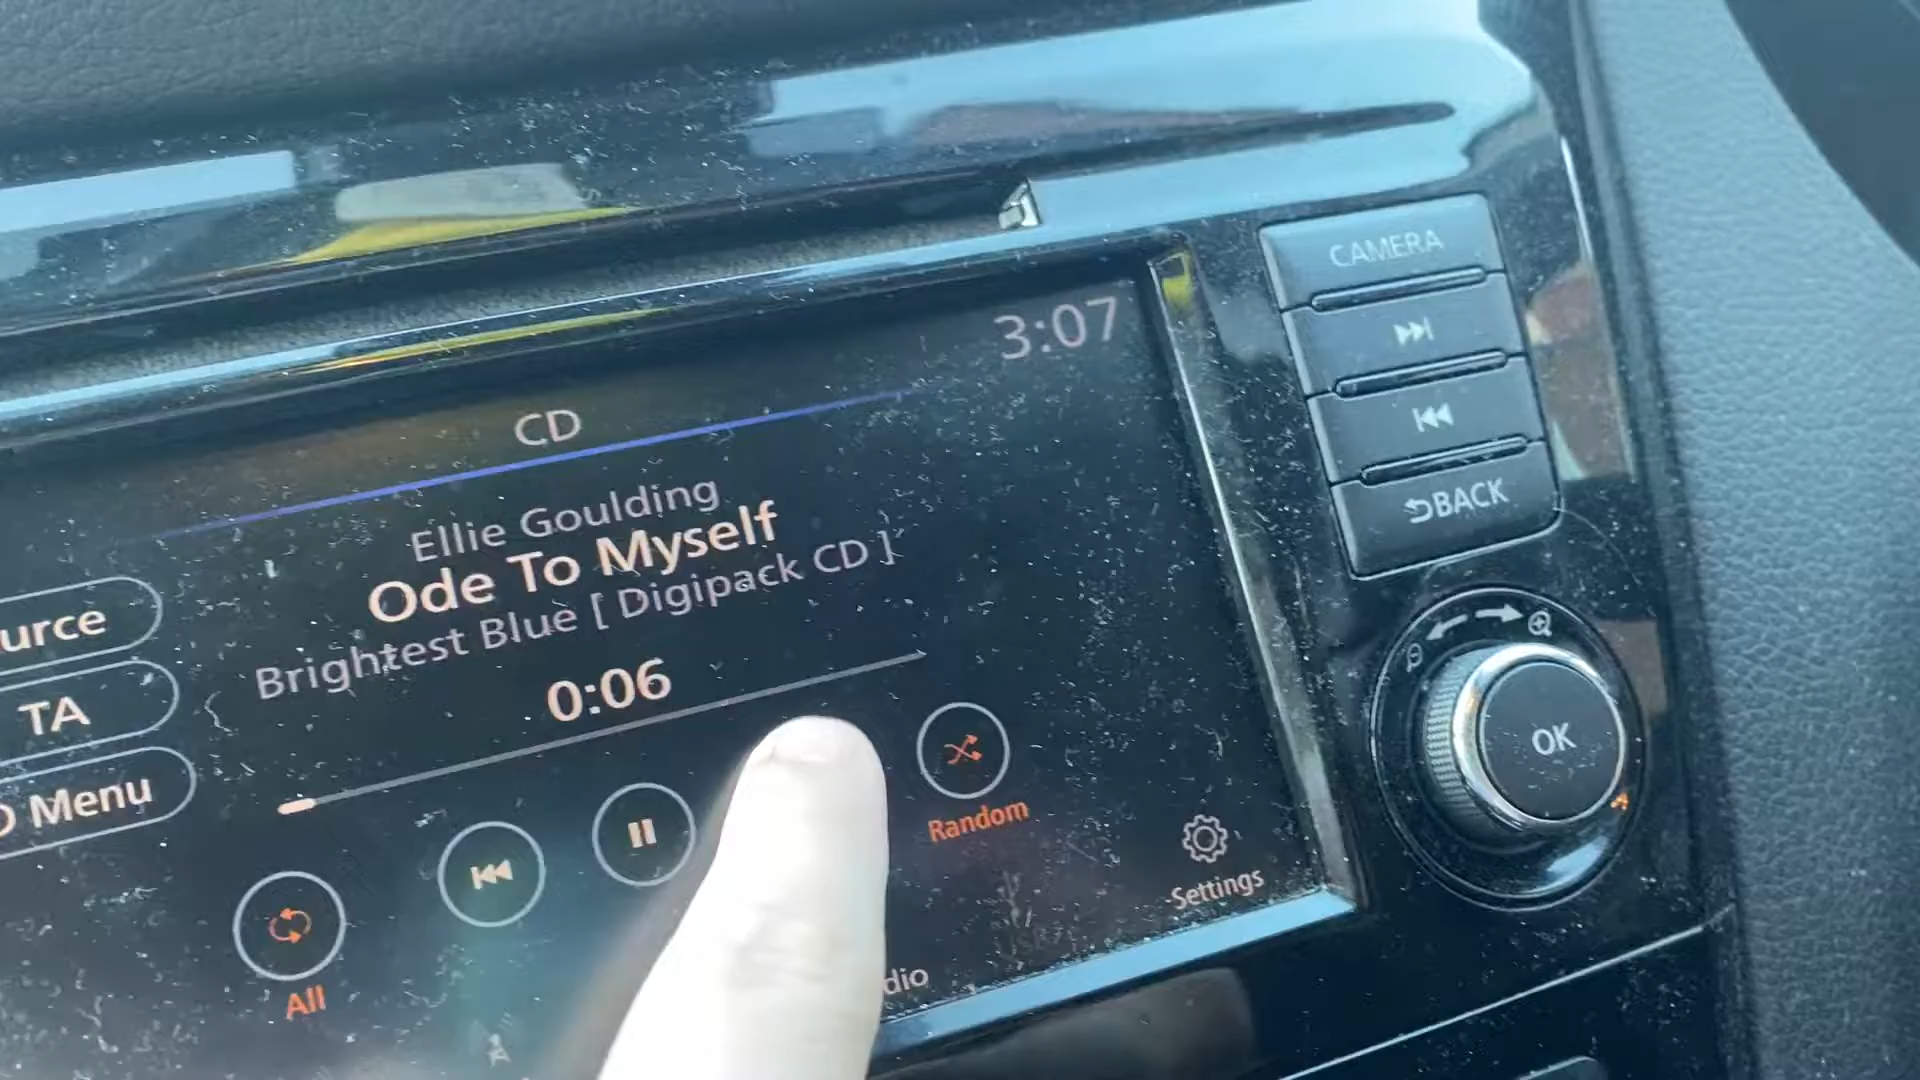 CAMERA
3:07
CD
Ellie Goulding
Ode To Myself
Brightest Blue [ Digipack CD ]
BACK
urce
0:06
TA
OK
Menu
Random
Settings
dio
All